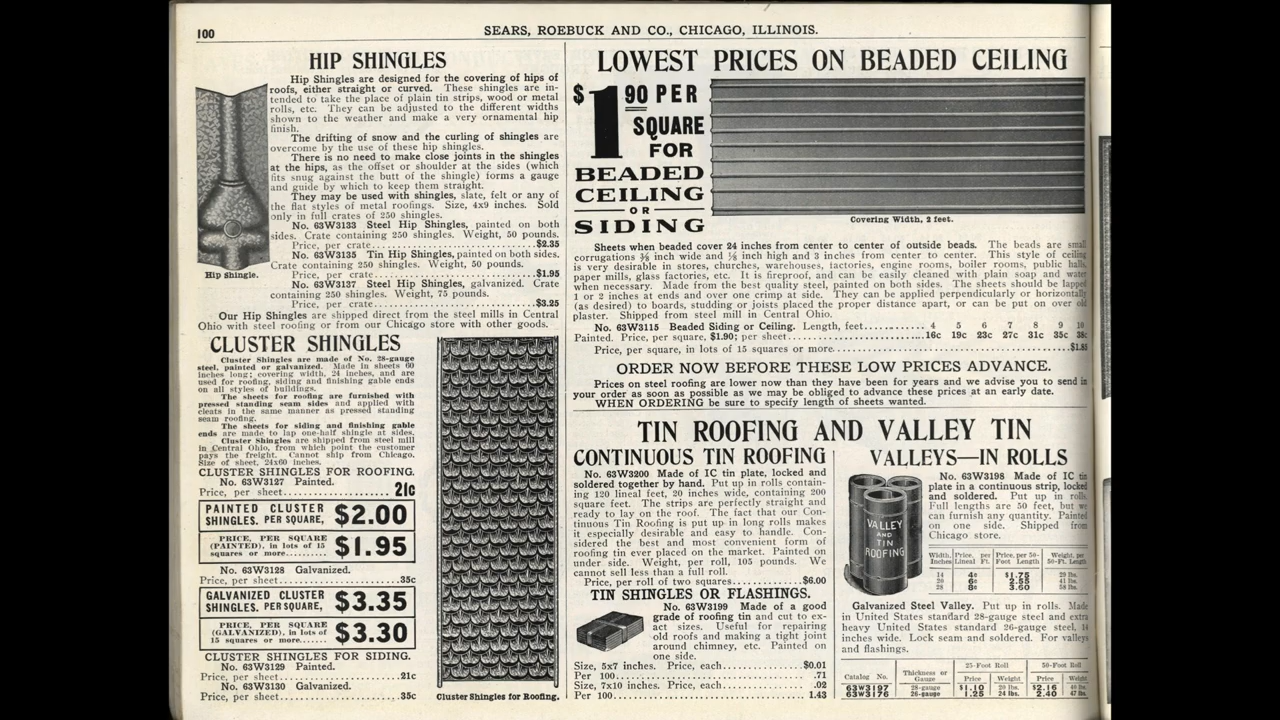 100
SEARS, ROEBUCK AND CO., CHICAGO, ILLINOIS.
HIP SHINGLES
Hip Shingles are designed for the covering of hips of
roofs, either straight or curved. These shingles are in-
tended to take the place of plain tin strips, wood or metal
rolls, etc. They can be adjusted to the different widths
shown to the weather and make a very ornamental hip
finish.
The drifting of snow and the curling of shingles are
overcome by the use of these hip shingles.
There is no need to make close joints in the shingles
at the hips, as the offset or shoulder at the sides (which
fits snug against the butt of the shingle) forms a gauge
and guide by which to keep them straight.
They may be used with shingles, slate, felt or any of
the flat styles of metal roofings. Size, 4x9 inches. Sold
only in full crates of 250 shingles.
No. 63W3133 Steel Hip Shingles, painted on both
sides. Crate containing 250 shingles. Weight, 50 pounds.
Price, per crate..............................$2.35
No. 63W3135 Tin Hip Shingles, painted on both sides.
Crate containing 250 shingles. Weight, 50 pounds.
Price, per crate..............................$1.95
No. 63W3137 Steel Hip Shingles, galvanized. Crate
containing 250 shingles. Weight, 75 pounds.
Price, per crate..............................$3.25
Hip Shingle.
Our Hip Shingles are shipped direct from the steel mills in Central
Ohio with steel roofing or from our Chicago store with other goods.
CLUSTER SHINGLES
Cluster Shingles are made of No. 28-gauge
steel, painted or galvanized. Made in sheets 60
inches long; covering width, 24 inches, and are
used for roofing, siding and finishing gable ends
on all styles of buildings.
The sheets for roofing are furnished with
pressed standing seam sides and applied with
cleats in the same manner as pressed standing
seam roofing.
The sheets for siding and finishing gable
ends are made to lap one-half shingle at sides.
Cluster Shingles are shipped from steel mill
in Central Ohio, from which point the customer
pays the freight. Cannot ship from Chicago.
Size of sheet, 24x60 inches.
CLUSTER SHINGLES FOR ROOFING.
No. 63W3127 Painted.
Price, per sheet.................... 21c
PAINTED CLUSTER
SHINGLES. PER SQUARE, $2.00
PRICE, PER SQUARE
(PAINTED), in lots of 15
squares or more.......... $1.95
No. 63W3128 Galvanized.
Price, per sheet.....................35c
GALVANIZED CLUSTER
SHINGLES. PER SQUARE, $3.35
PRICE, PER SQUARE
(GALVANIZED), in lots of
15 squares or more....... $3.30
CLUSTER SHINGLES FOR SIDING.
No. 63W3129 Painted.
Price, per sheet.....................21c
No. 63W3130 Galvanized.
Price, per sheet.....................35c
Cluster Shingles for Roofing.
LOWEST PRICES ON BEADED CEILING
$1.90 PER
SQUARE
FOR
BEADED
CEILING
OR
SIDING
Covering Width, 2 feet.
Sheets when beaded cover 24 inches from center to center of outside beads. The beads are small
corrugations ⅜ inch wide and ⅛ inch high and 3 inches from center to center. This style of ceiling
is very desirable in stores, churches, warehouses, factories, engine rooms, boiler rooms, public halls,
paper mills, glass factories, etc. It is fireproof, and can be easily cleaned with plain soap and water
when necessary. Made from the best quality steel, painted on both sides. The sheets should be lapped
1 or 2 inches at ends and over one crimp at side. They can be applied perpendicularly or horizontally
(as desired) to boards, studding or joists placed the proper distance apart, or can be put on over old
plaster. Shipped from steel mill in Central Ohio.
No. 63W3115 Beaded Siding or Ceiling. Length, feet........... 4 5 6 7 8 9 10
Painted. Price, per square, $1.90; per sheet........................16c 19c 23c 27c 31c 35c 38c
Price, per square, in lots of 15 squares or more..........................................$1.85
ORDER NOW BEFORE THESE LOW PRICES ADVANCE.
Prices on steel roofing are lower now than they have been for years and we advise you to send in
your order as soon as possible as we may be obliged to advance these prices at an early date.
WHEN ORDERING be sure to specify length of sheets wanted.
TIN ROOFING AND VALLEY TIN
CONTINUOUS TIN ROOFING
No. 63W3200 Made of IC tin plate, locked and
soldered together by hand. Put up in rolls contain-
ing 120 lineal feet, 20 inches wide, containing 200
square feet. The strips are perfectly straight and
ready to lay on the roof. The fact that our Con-
tinuous Tin Roofing is put up in long rolls makes
it especially desirable and easy to handle. Con-
sidered the best and most convenient form of
roofing tin ever placed on the market. Painted on
under side. Weight, per roll, 105 pounds. We
cannot sell less than a full roll.
Price, per roll of two squares............$6.00
TIN SHINGLES OR FLASHINGS.
No. 63W3199 Made of a good
grade of roofing tin and cut to ex-
act sizes. Useful for repairing
old roofs and making a tight joint
around chimney, etc. Painted on
one side.
Size, 5x7 inches. Price, each..............$0.01
Per 100................................ .71
Size, 7x10 inches. Price, each............. .02
Per 100................................ 1.43
VALLEYS—IN ROLLS
VALLEY
AND
TIN
ROOFING
No. 63W3198 Made of IC tin
plate in a continuous strip, locked
and soldered. Put up in rolls.
Full lengths are 50 feet, but we
can furnish any quantity. Painted
on one side. Shipped from
Chicago store.
Width, Inches Price, per Lineal Ft. Price, per 50-Foot Length Weight, per 50-Ft. Length
14 4c $1.75 29 lbs.
20 6c 2.55 41 lbs.
28 8c 3.60 58 lbs.
Galvanized Steel Valley. Put up in rolls. Made
in United States standard 28-gauge steel and extra
heavy United States standard 26-gauge steel, 14
inches wide. Lock seam and soldered. For valleys
and flashings.
Catalog No. Thickness or Gauge 25-Foot Roll 50-Foot Roll
Price Weight Price Weight
63W3197 28-gauge $1.10 20 lbs. $2.16 40 lbs.
63W3176 26-gauge 1.25 24 lbs. 2.40 47 lbs.